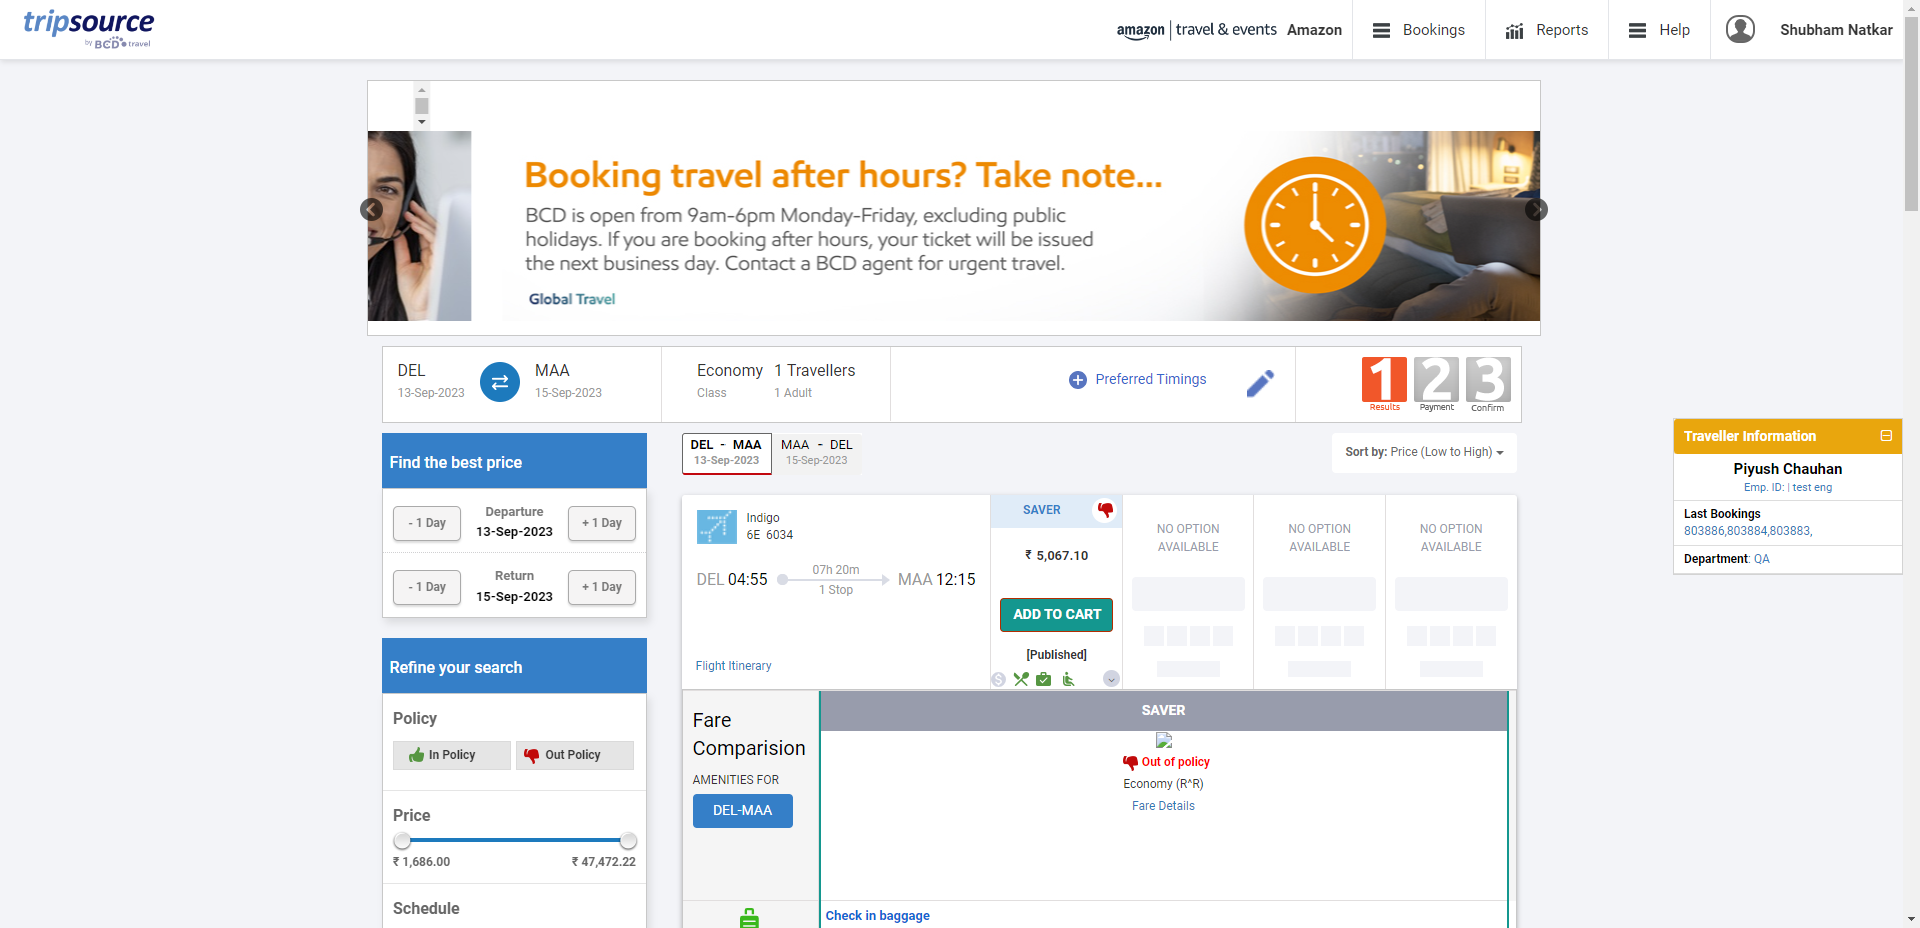 tripsource
by BCD travel
amazon | travel & events Amazon
Bookings
Reports
Help
Shubham Natkar
Booking travel after hours? Take note...
BCD is open from 9am-6pm Monday-Friday, excluding public
holidays. If you are booking after hours, your ticket will be issued
the next business day. Contact a BCD agent for urgent travel.
Global Travel
DEL
13-Sep-2023
MAA
15-Sep-2023
Economy
Class
1 Travellers
1 Adult
Preferred Timings
1 2 3
Results Payment Confirm
Find the best price
- 1 Day
Departure
13-Sep-2023
+ 1 Day
- 1 Day
Return
15-Sep-2023
+ 1 Day
Refine your search
Policy
In Policy
Out Policy
Price
₹ 1,686.00
₹ 47,472.22
Schedule
DEL - MAA
13-Sep-2023
MAA - DEL
15-Sep-2023
Sort by: Price (Low to High)
Indigo
6E 6034
DEL 04:55
07h 20m
1 Stop
MAA 12:15
Flight Itinerary
SAVER
₹ 5,067.10
ADD TO CART
[Published]
NO OPTION
AVAILABLE
NO OPTION
AVAILABLE
NO OPTION
AVAILABLE
Fare
Comparision
AMENITIES FOR
DEL-MAA
SAVER
Out of policy
Economy (R^R)
Fare Details
Check in baggage
Traveller Information
Piyush Chauhan
Emp. ID: | test eng
Last Bookings
803886,803884,803883,
Department: QA